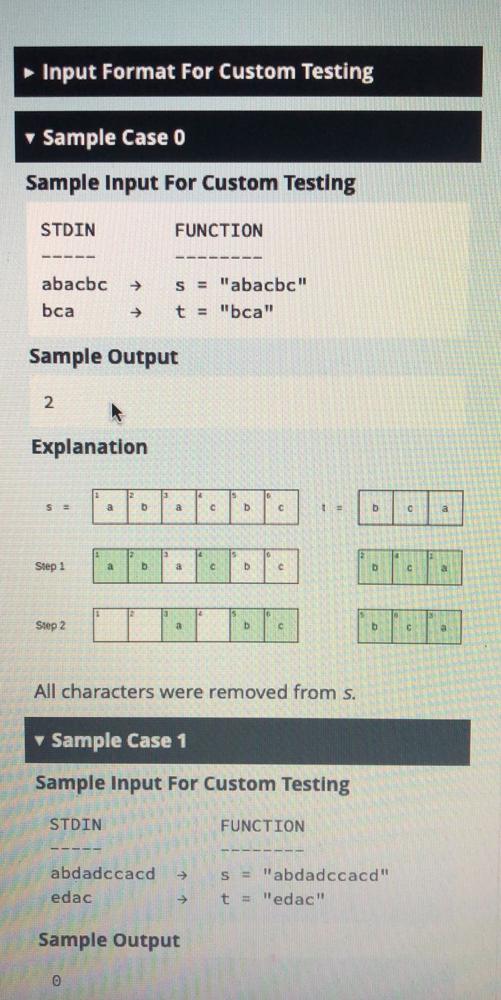 ▸ Input Format For Custom Testing
▾ Sample Case 0
Sample Input For Custom Testing
STDIN FUNCTION
----- --------
abacbc → s = "abacbc"
bca → t = "bca"
Sample Output
2
Explanation
s = 1 a 2 b 3 a 4 c 5 b 6 c t = b c a
Step 1 1 a 2 b 3 a 4 c 5 b 6 c 2 b 4 c 1 a
Step 2 1 2 3 a 4 5 b 6 c 5 b 6 c 3 a
All characters were removed from s.
▾ Sample Case 1
Sample Input For Custom Testing
STDIN FUNCTION
----- --------
abdadccacd → s = "abdadccacd"
edac → t = "edac"
Sample Output
0